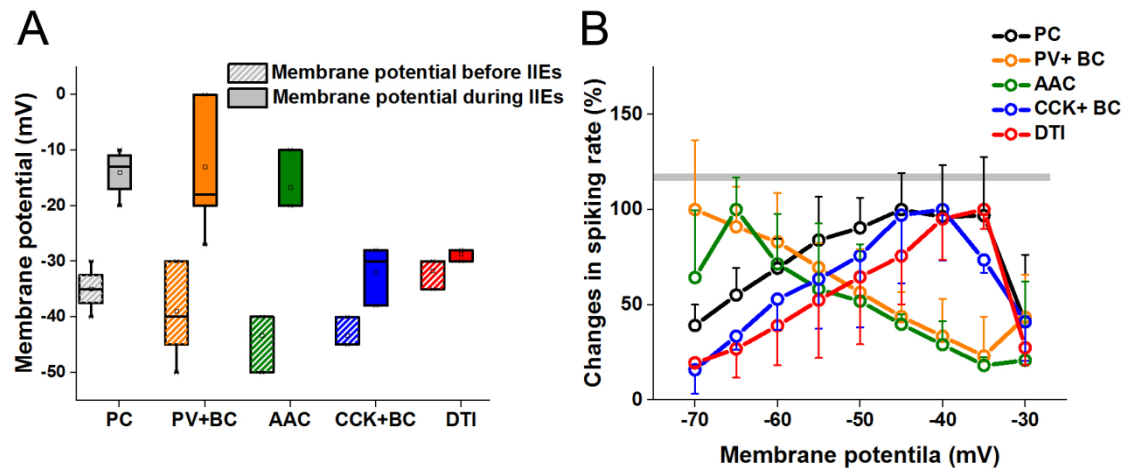 A
Membrane potential before IIEs
Membrane potential during IIEs
Membrane potential (mV)
0
-10
-20
-30
-40
-50
PC PV+BC AAC CCK+BC DTI
B
PC
PV+ BC
AAC
CCK+ BC
DTI
Changes in spiking rate (%)
150
100
50
0
-70 -60 -50 -40 -30
Membrane potentila (mV)